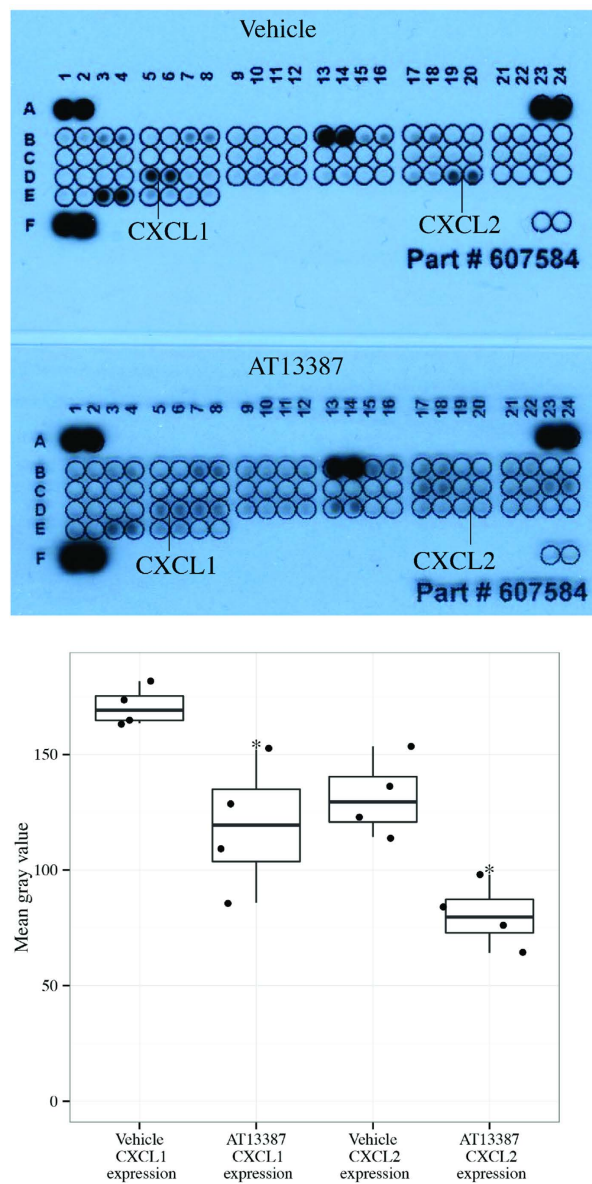 Vehicle
1 2 3 4 5 6 7 8 9 10 11 12 13 14 15 16 17 18 19 20 21 22 23 24
A
B
C
D
E
F
CXCL1 CXCL2
Part # 607584
AT13387
1 2 3 4 5 6 7 8 9 10 11 12 13 14 15 16 17 18 19 20 21 22 23 24
A
B
C
D
E
F
CXCL1 CXCL2
Part # 607584
Mean gray value
150
100
50
0
*
*
Vehicle AT13387 Vehicle AT13387
CXCL1 CXCL1 CXCL2 CXCL2
expression expression expression expression